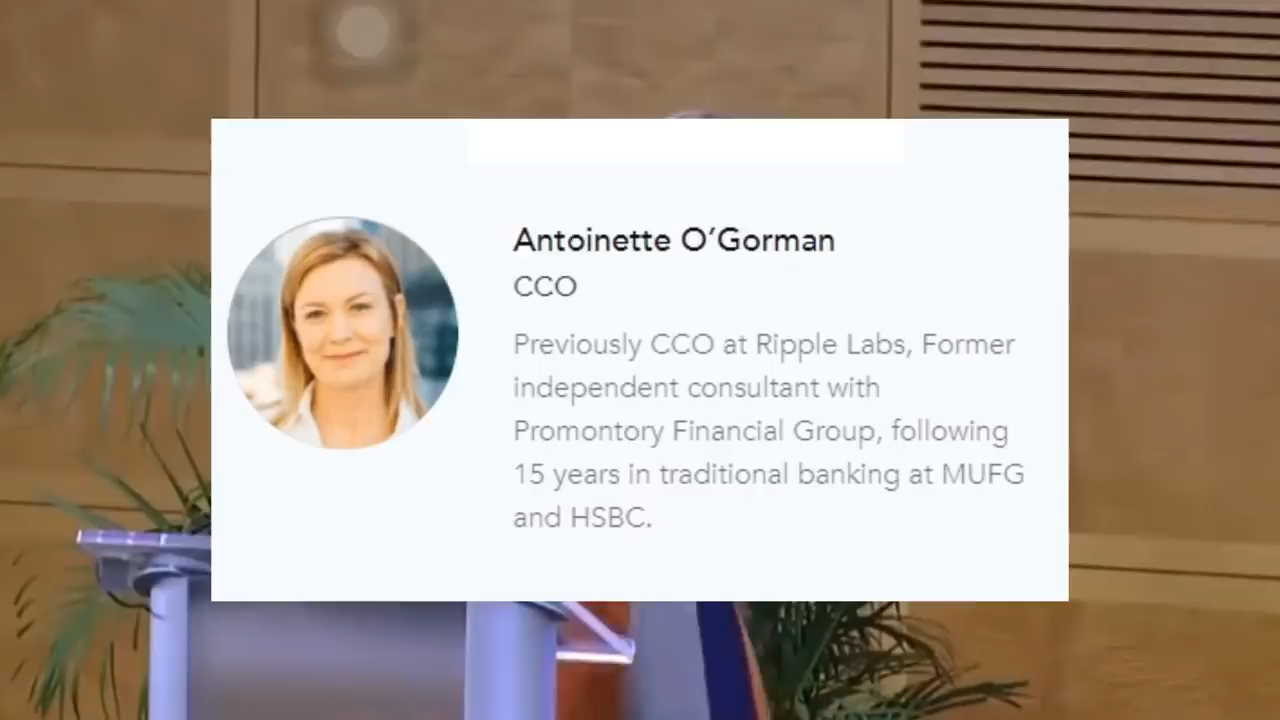 Antoinette O’Gorman
CCO
Previously CCO at Ripple Labs, Former
independent consultant with
Promontory Financial Group, following
15 years in traditional banking at MUFG
and HSBC.